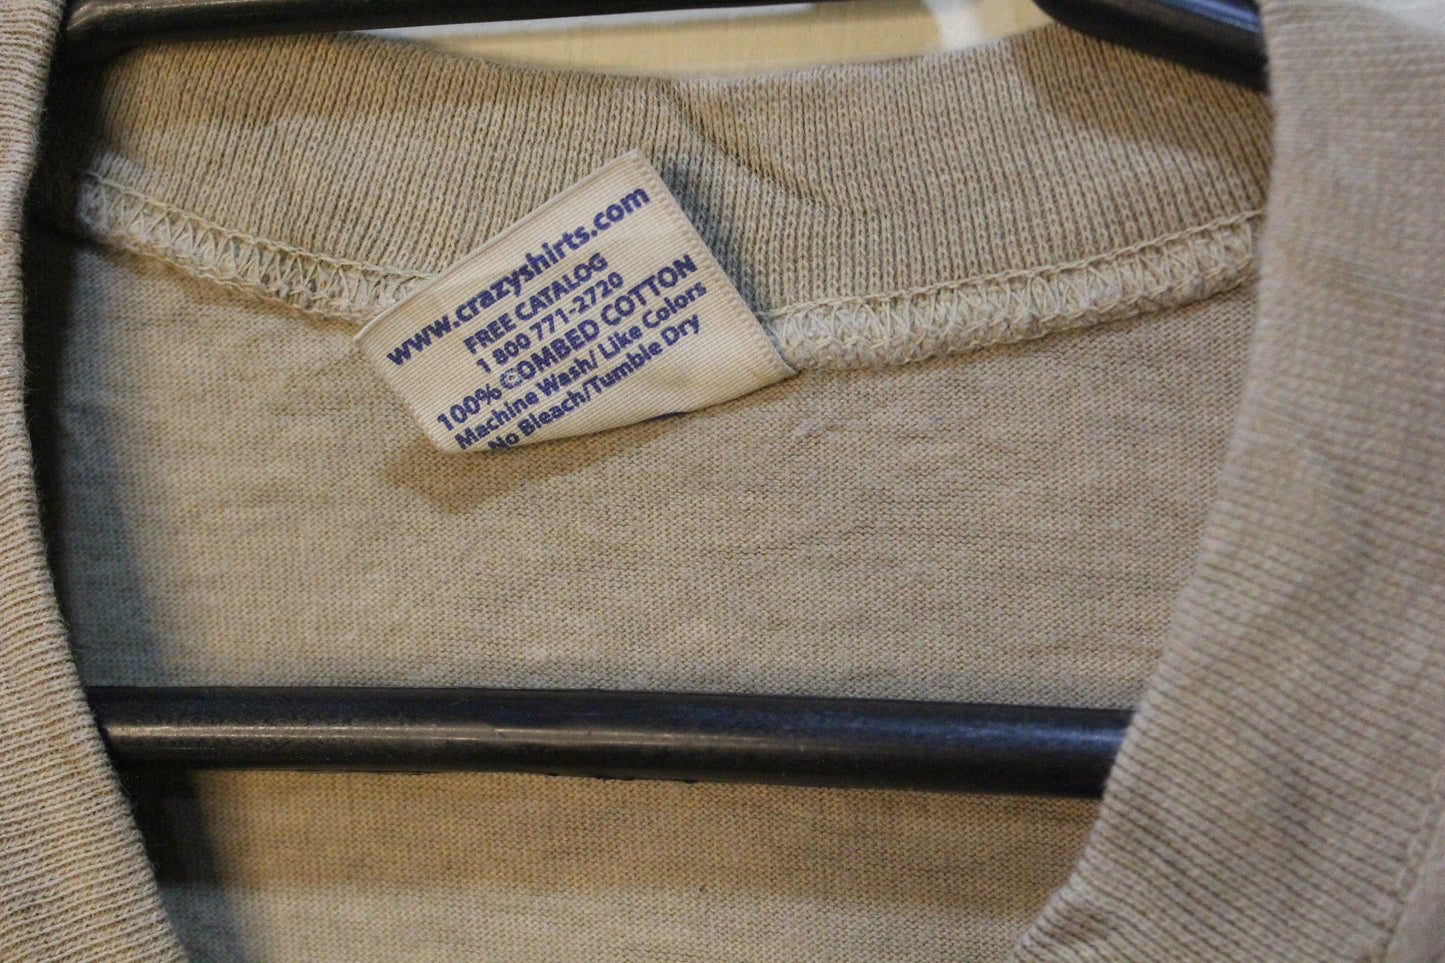 www.crazyshirts.com
FREE CATALOG
1 800 771-2720
100% COMBED COTTON
Machine Wash/ Like Colors
No Bleach/Tumble Dry